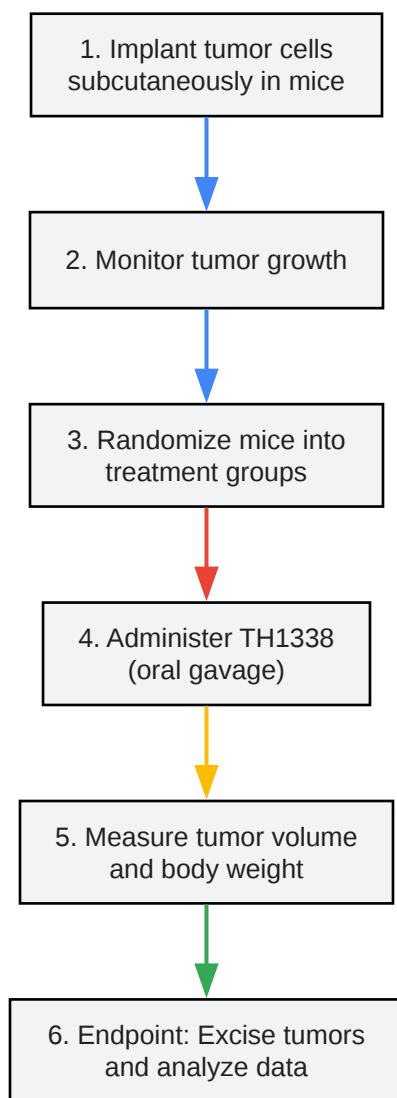 1. Implant tumor cells
subcutaneously in mice
2. Monitor tumor growth
3. Randomize mice into
treatment groups
4. Administer TH1338
(oral gavage)
5. Measure tumor volume
and body weight
6. Endpoint: Excise tumors
and analyze data